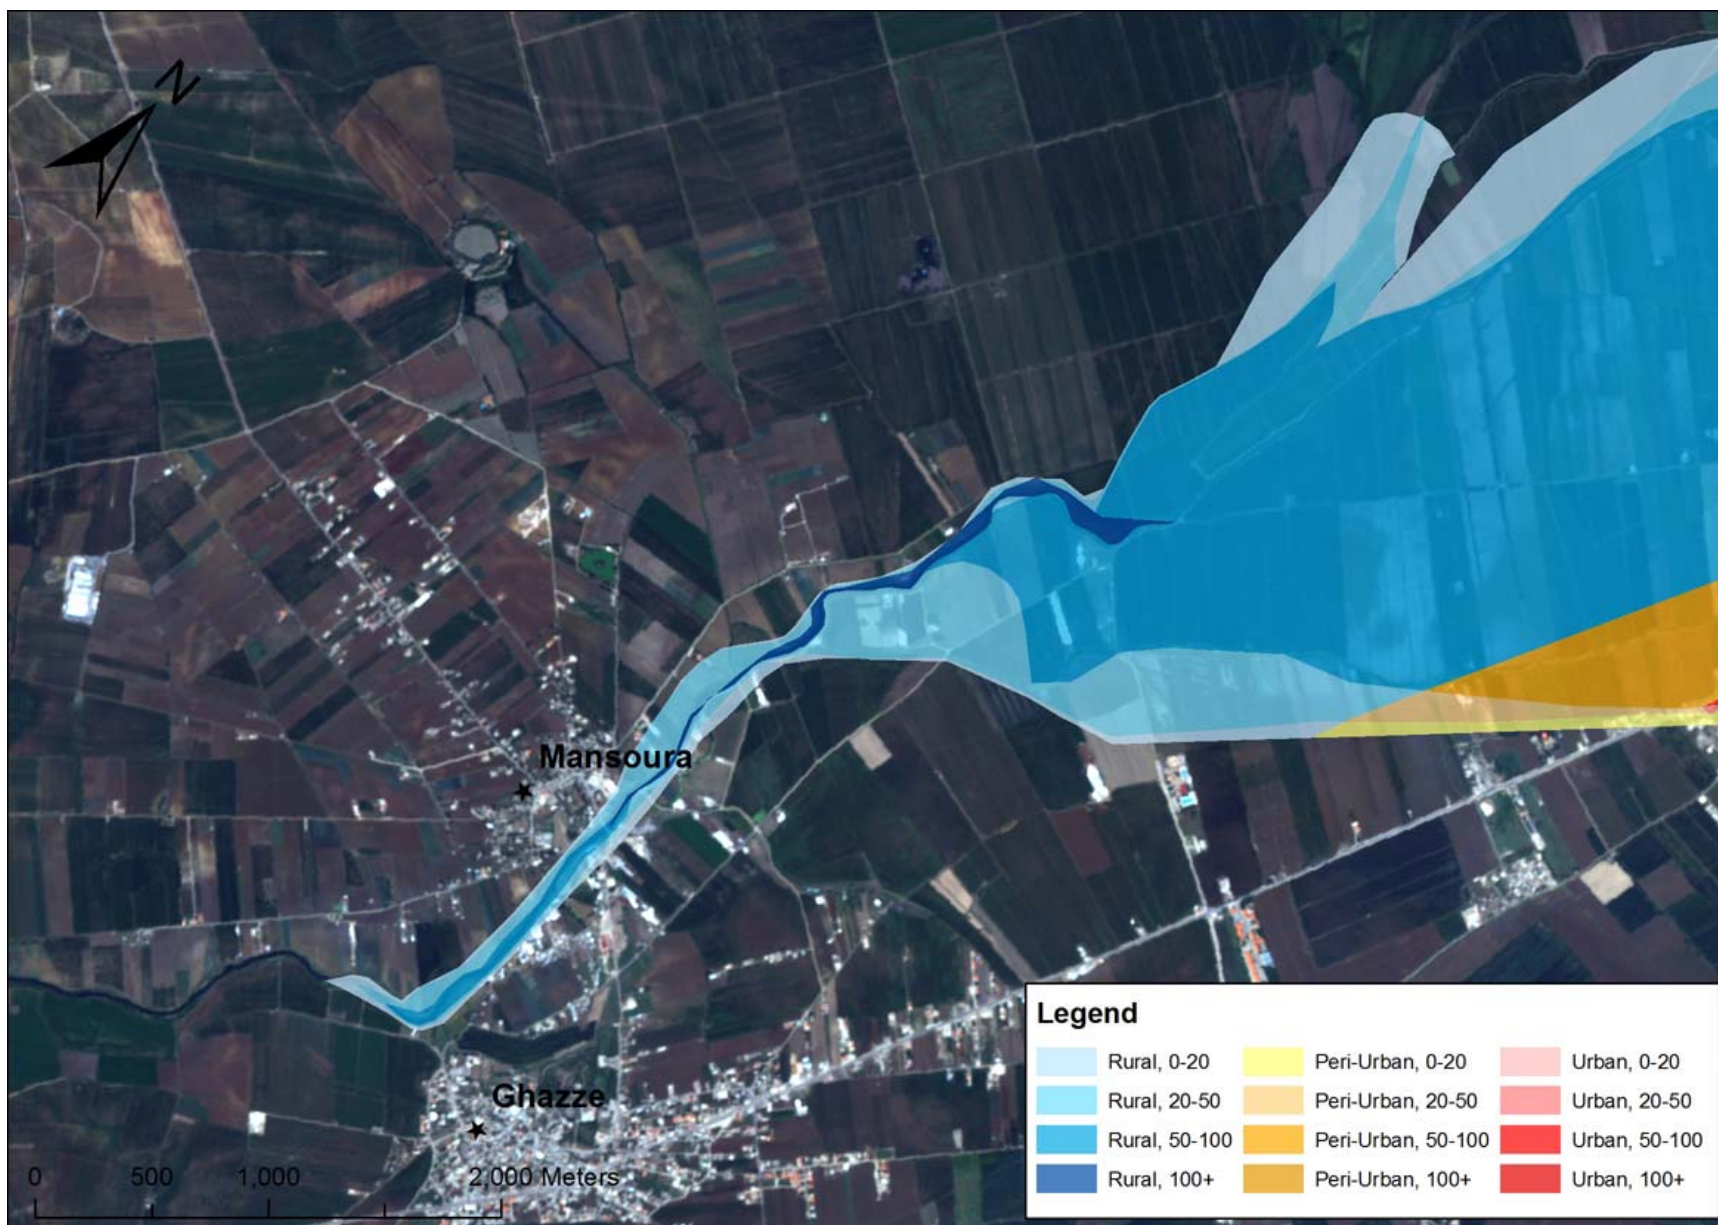 N
Mansoura
Ghazze
0 500 1,000 2,000 Meters
Legend
Rural, 0-20 Peri-Urban, 0-20 Urban, 0-20
Rural, 20-50 Peri-Urban, 20-50 Urban, 20-50
Rural, 50-100 Peri-Urban, 50-100 Urban, 50-100
Rural, 100+ Peri-Urban, 100+ Urban, 100+